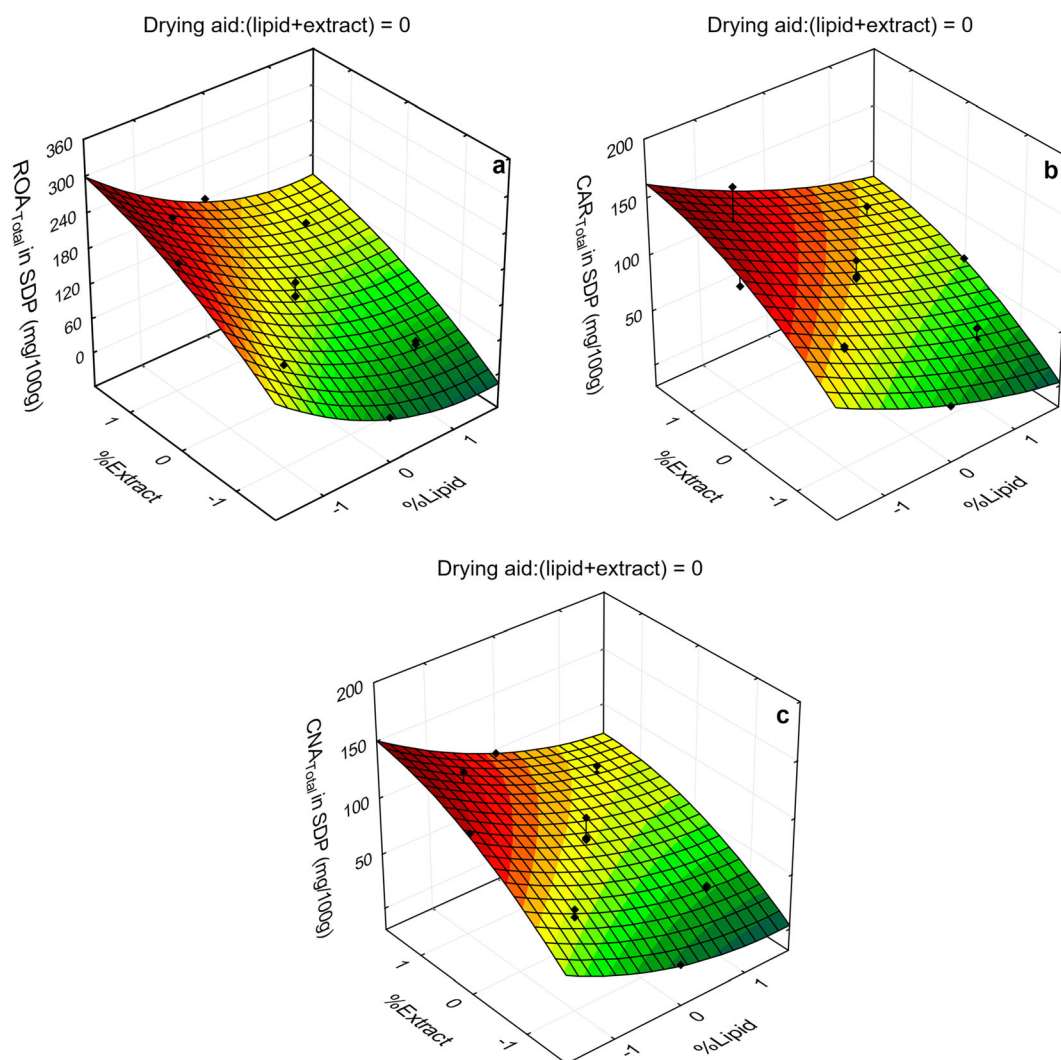 Drying aid:(lipid+extract) = 0
a
360
300
240
180
120
60
0
ROATotal in SDP (mg/100g)
1
0
-1
%Extract
-1
0
1
%Lipid
Drying aid:(lipid+extract) = 0
b
200
150
100
50
CARTotal in SDP (mg/100g)
1
0
-1
%Extract
-1
0
1
%Lipid
Drying aid:(lipid+extract) = 0
c
200
150
100
50
CNATotal in SDP (mg/100g)
1
0
-1
%Extract
-1
0
1
%Lipid